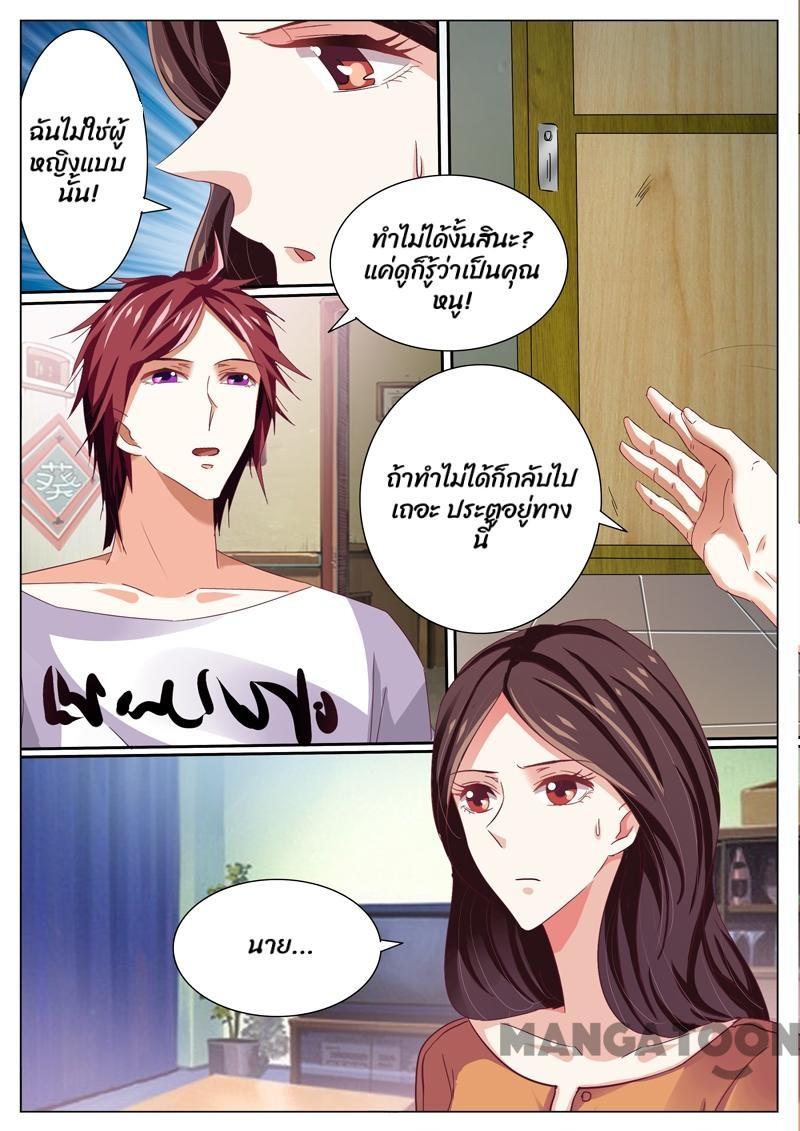 ฉันไม่ใช่ผู้
หญิงแบบ
นั้น!
ทำไม่ได้งั้นสินะ?
แค่ดูก็รู้ว่าเป็นคุณ
หนู!
ถ้าทำไม่ได้ก็กลับไป
เถอะ ประตูอยู่ทาง
นี้
葵
นาย...
MANGATOON